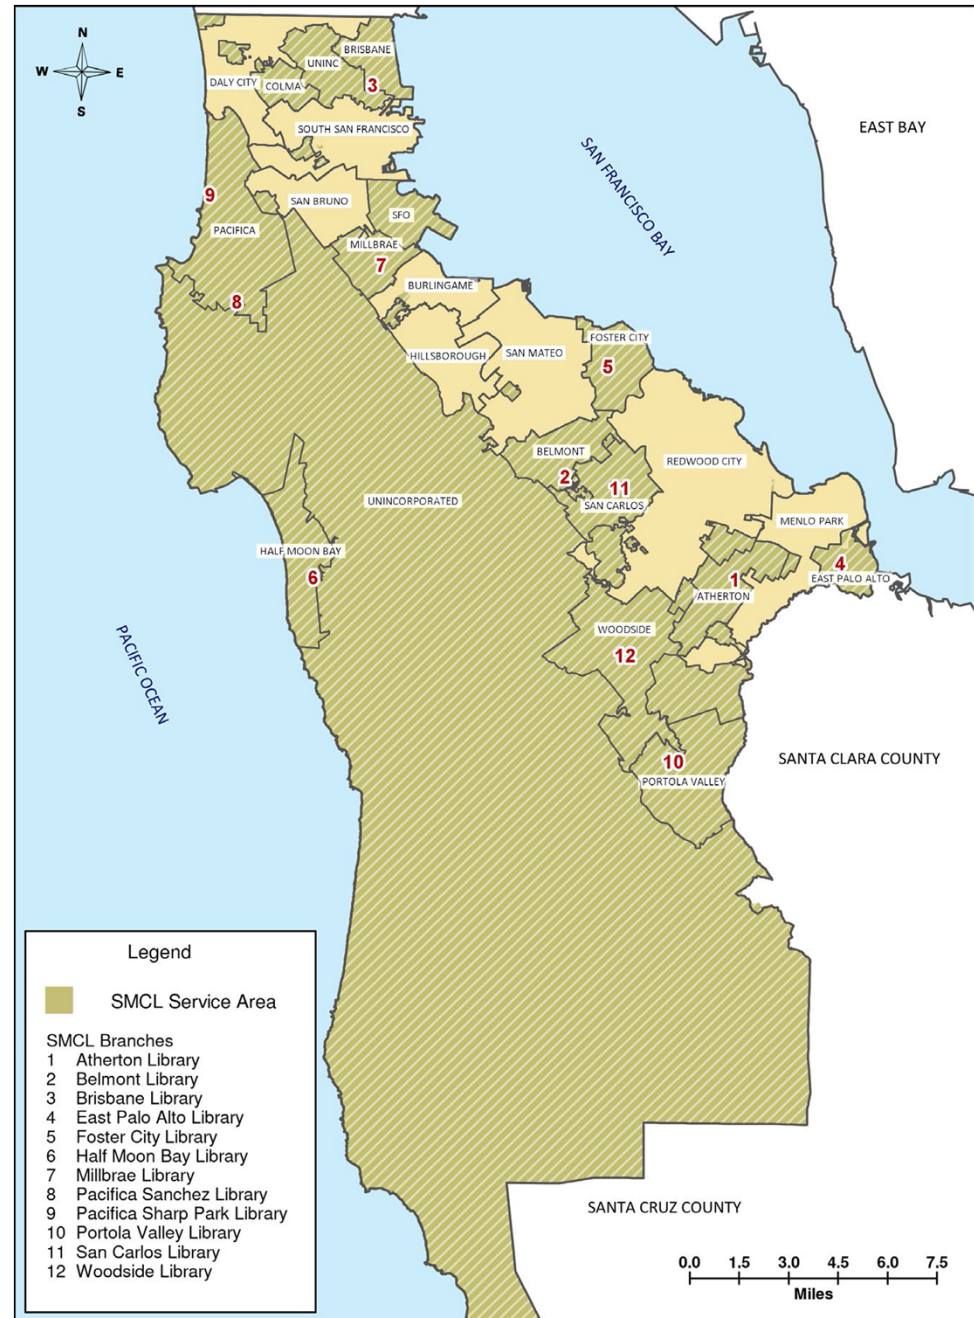 N
W
E
S
BRISBANE
UNINC
DALY CITY
COLMA
3
SOUTH SAN FRANCISCO
EAST BAY
SAN FRANCISCO BAY
9
SAN BRUNO
SFO
PACIFICA
MILLBRAE
7
BURLINGAME
8
FOSTER CITY
HILLSBOROUGH
SAN MATEO
5
BELMONT
REDWOOD CITY
2
11
UNINCORPORATED
SAN CARLOS
MENLO PARK
HALF MOON BAY
6
4
EAST PALO ALTO
1
ATHERTON
WOODSIDE
12
PACIFIC OCEAN
10
PORTOLA VALLEY
SANTA CLARA COUNTY
Legend
SMCL Service Area
SMCL Branches
1 Atherton Library
2 Belmont Library
3 Brisbane Library
4 East Palo Alto Library
5 Foster City Library
6 Half Moon Bay Library
7 Millbrae Library
8 Pacifica Sanchez Library
9 Pacifica Sharp Park Library
10 Portola Valley Library
11 San Carlos Library
12 Woodside Library
SANTA CRUZ COUNTY
0.0 1.5 3.0 4.5 6.0 7.5
Miles